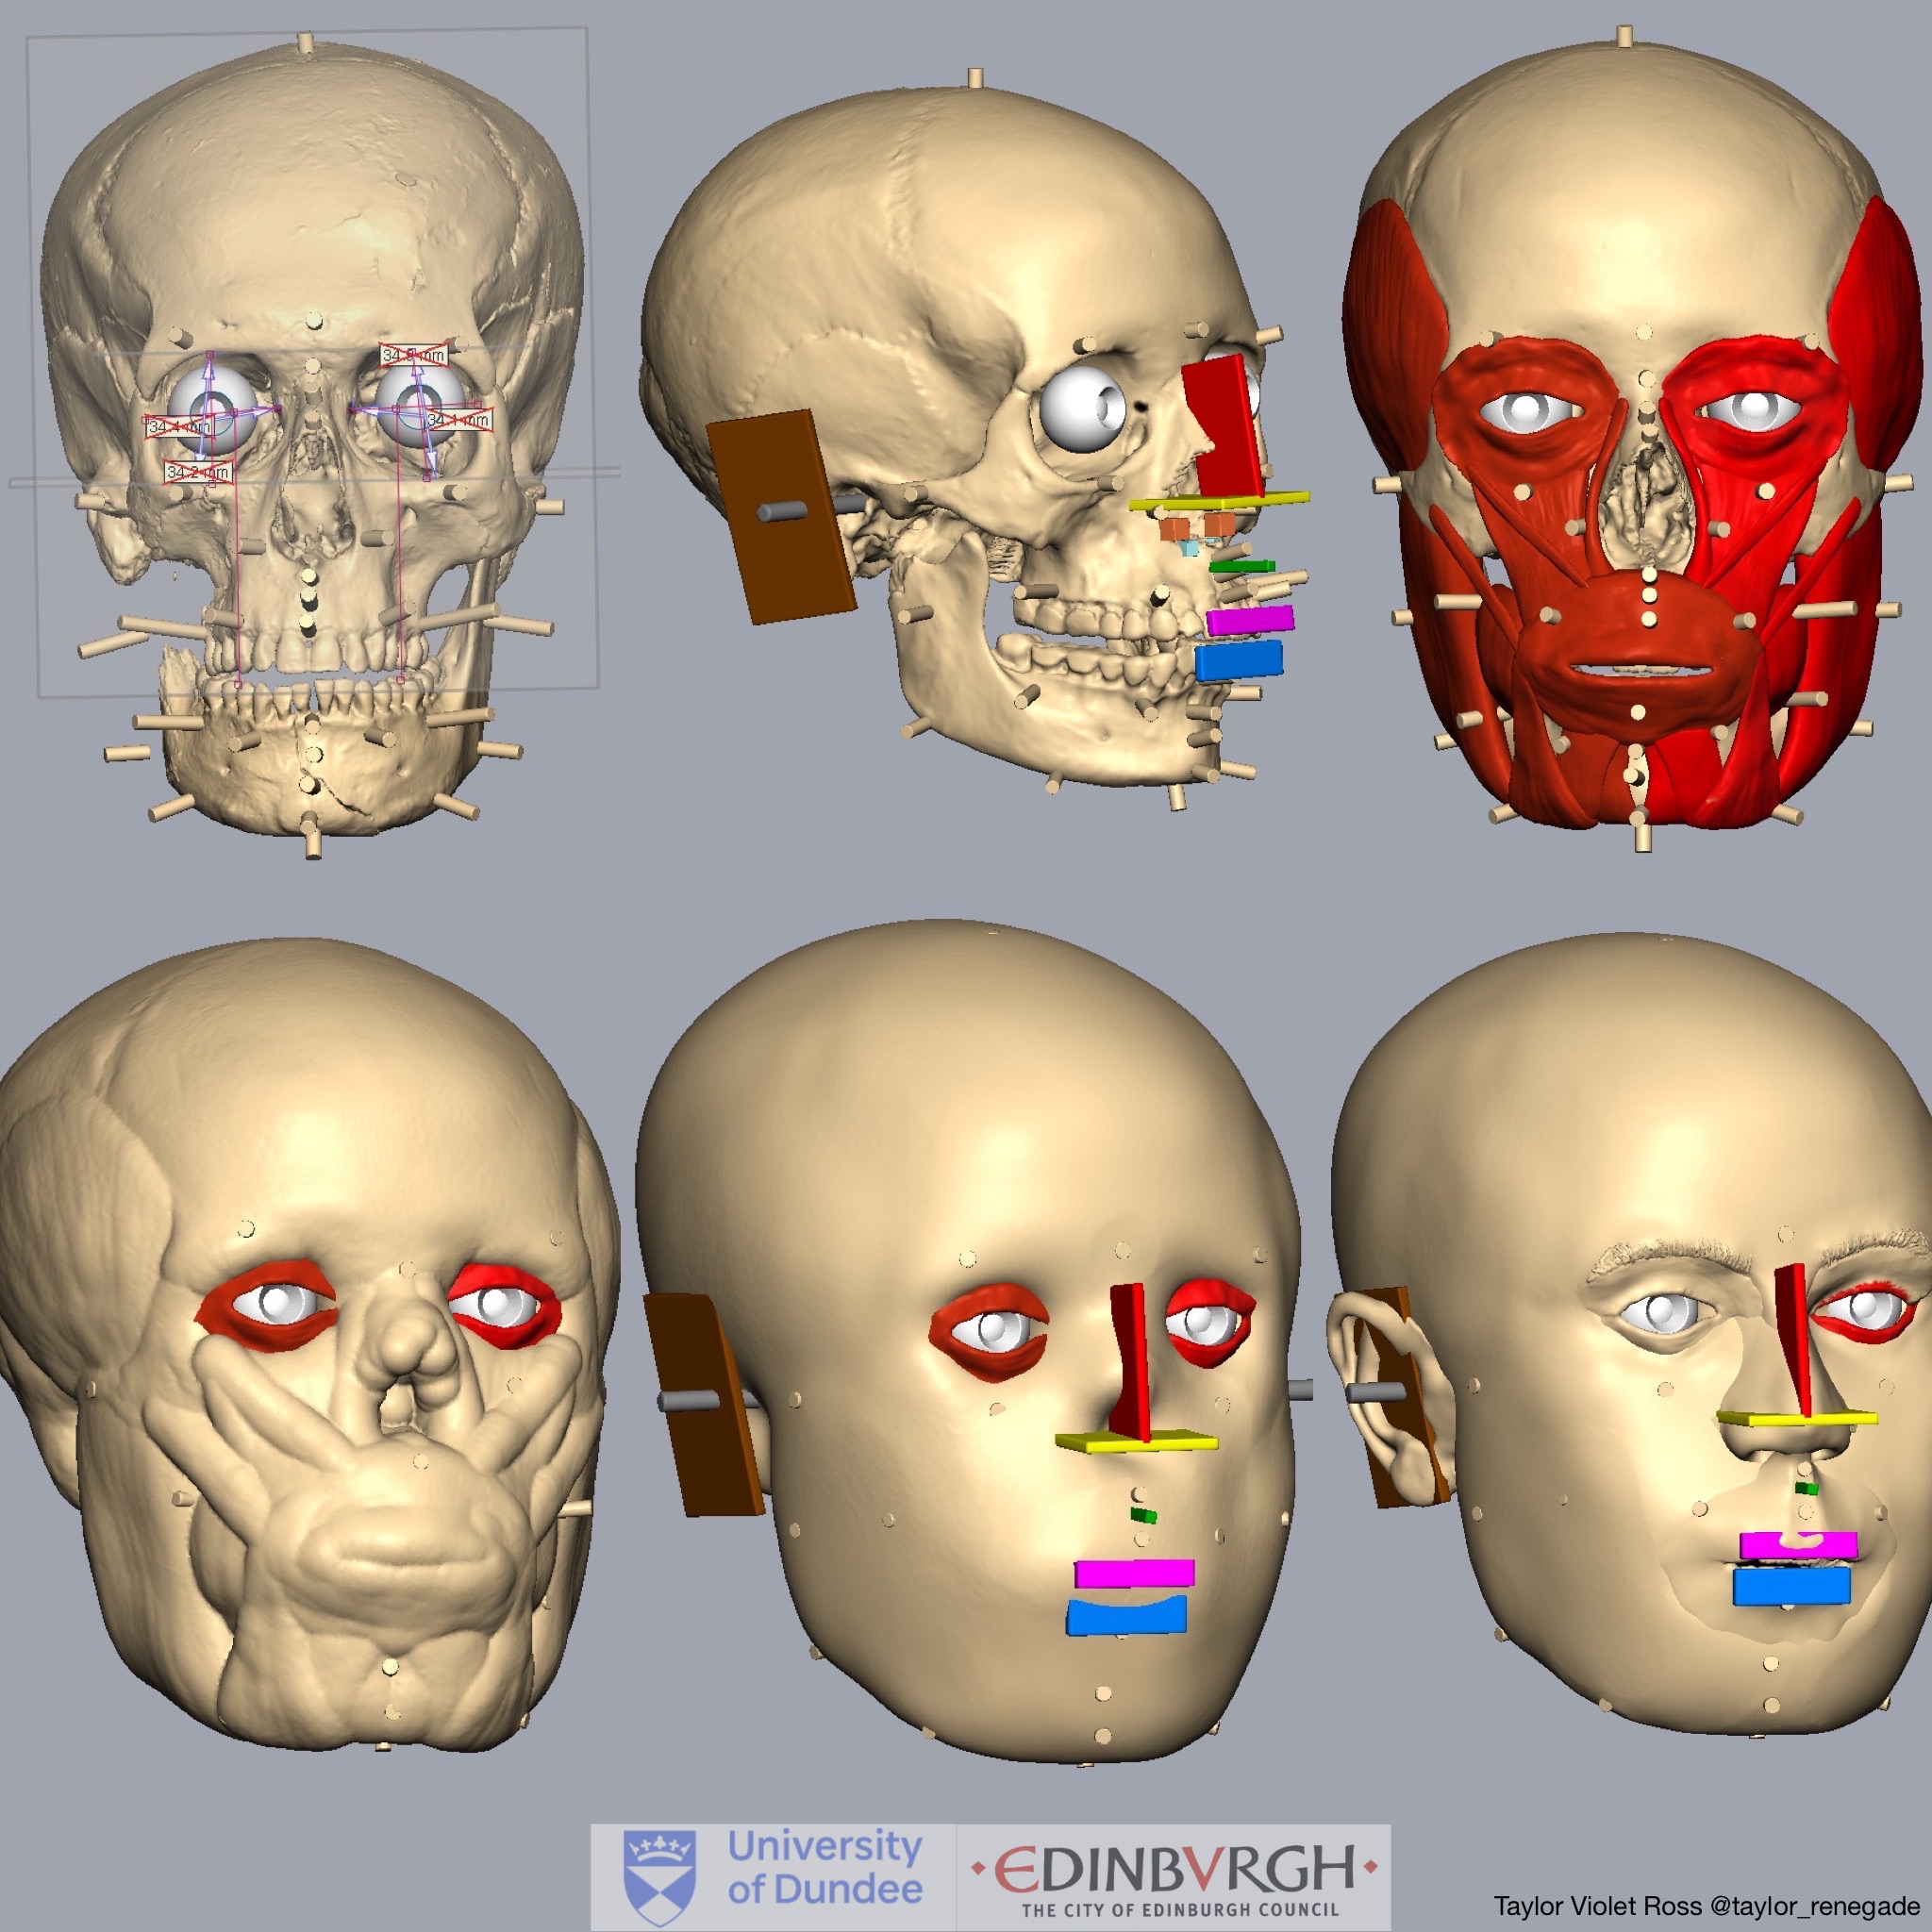 34.9 mm
34.4 mm
34.1 mm
34.2 mm
University
of Dundee
·EDINBVRGH·
THE CITY OF EDINBURGH COUNCIL
Taylor Violet Ross @taylor_renegade